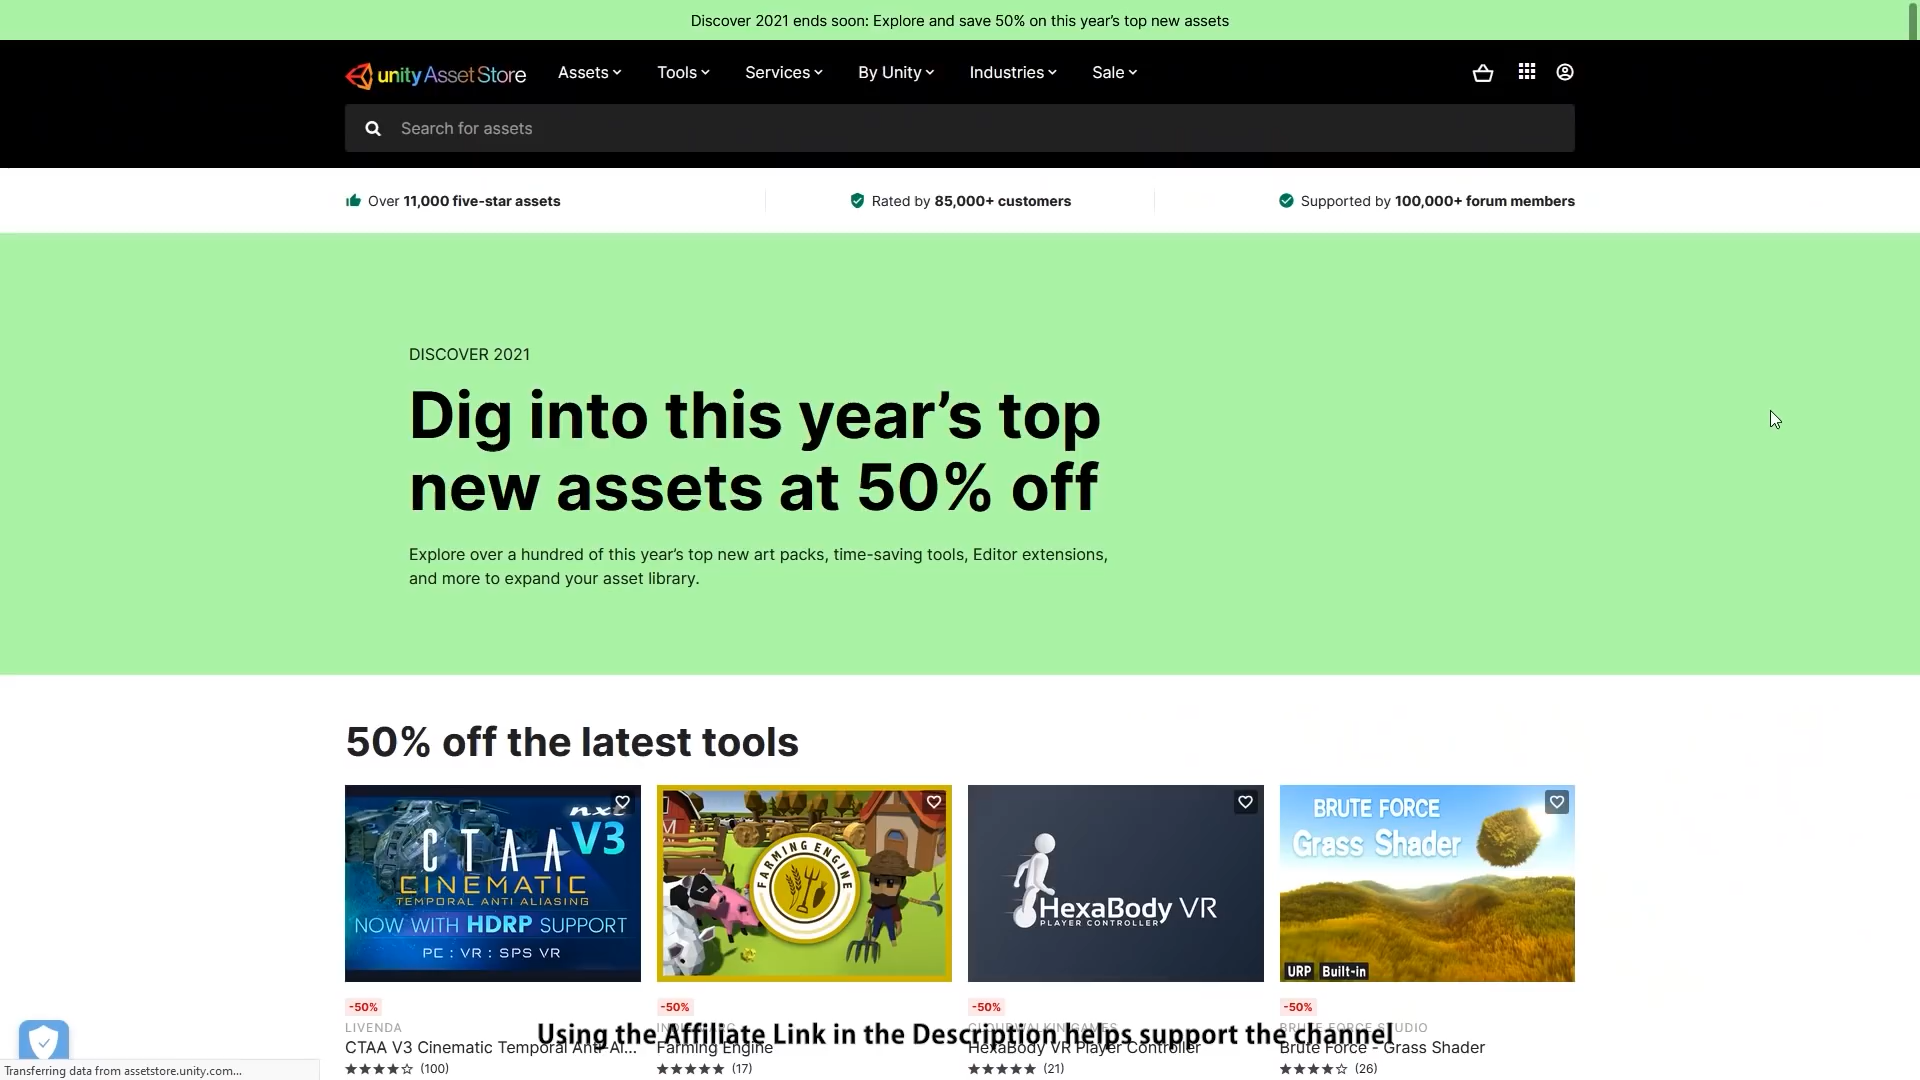 Discover 2021 ends soon: Explore and save 50% on this year's top new assets
unity Asset Store Assets Tools Services By Unity Industries Sale
Search for assets
Over 11,000 five-star assets Rated by 85,000+ customers Supported by 100,000+ forum members
DISCOVER 2021
Dig into this year's top
new assets at 50% off
Explore over a hundred of this year's top new art packs, time-saving tools, Editor extensions,
and more to expand your asset library.
50% off the latest tools
nxt
V3
CTAA
CINEMATIC
TEMPORAL ANTI ALIASING
NOW WITH HDRP SUPPORT
PC : VR : SPS VR
FARMING ENGINE
HexaBody VR
PLAYER CONTROLLER
BRUTE FORCE
Grass Shader
URP Built-in
-50% -50% -50% -50%
LIVENDA BRUTE FORCE STUDIO
Using the Affiliate Link in the Description helps support the channel
CTAA V3 Cinematic Temporal Anti-Al... Farming Engine HexaBody VR Player Controller Brute Force - Grass Shader
(100) (17) (21) (26)
Transferring data from assetstore.unity.com...